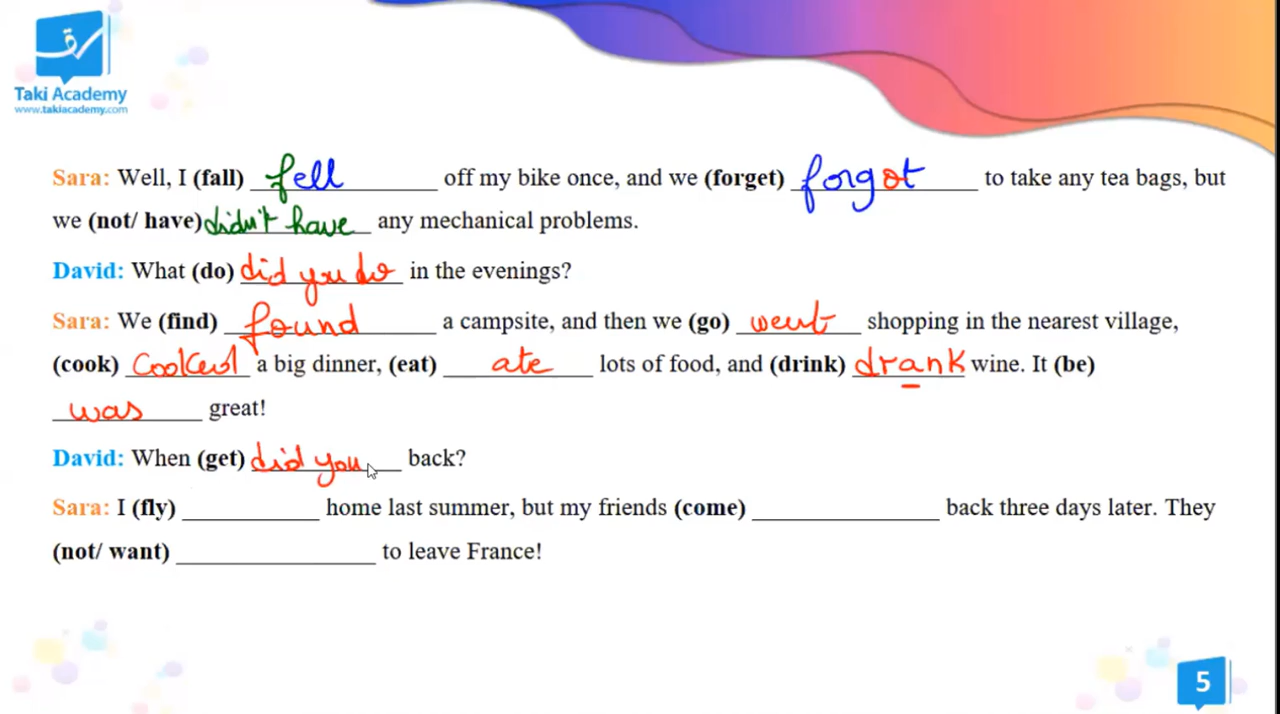 Taki Academy
www.takiacademy.com
Sara: Well, I (fall) fell off my bike once, and we (forget) forgot to take any tea bags, but
we (not/ have) didn't have any mechanical problems.
David: What (do) did you do in the evenings?
Sara: We (find) found a campsite, and then we (go) went shopping in the nearest village,
(cook) cooked a big dinner, (eat) ate lots of food, and (drink) drank wine. It (be)
was great!
David: When (get) did you back?
Sara: I (fly) ____________ home last summer, but my friends (come) ________________ back three days later. They
(not/ want) _________________ to leave France!
5